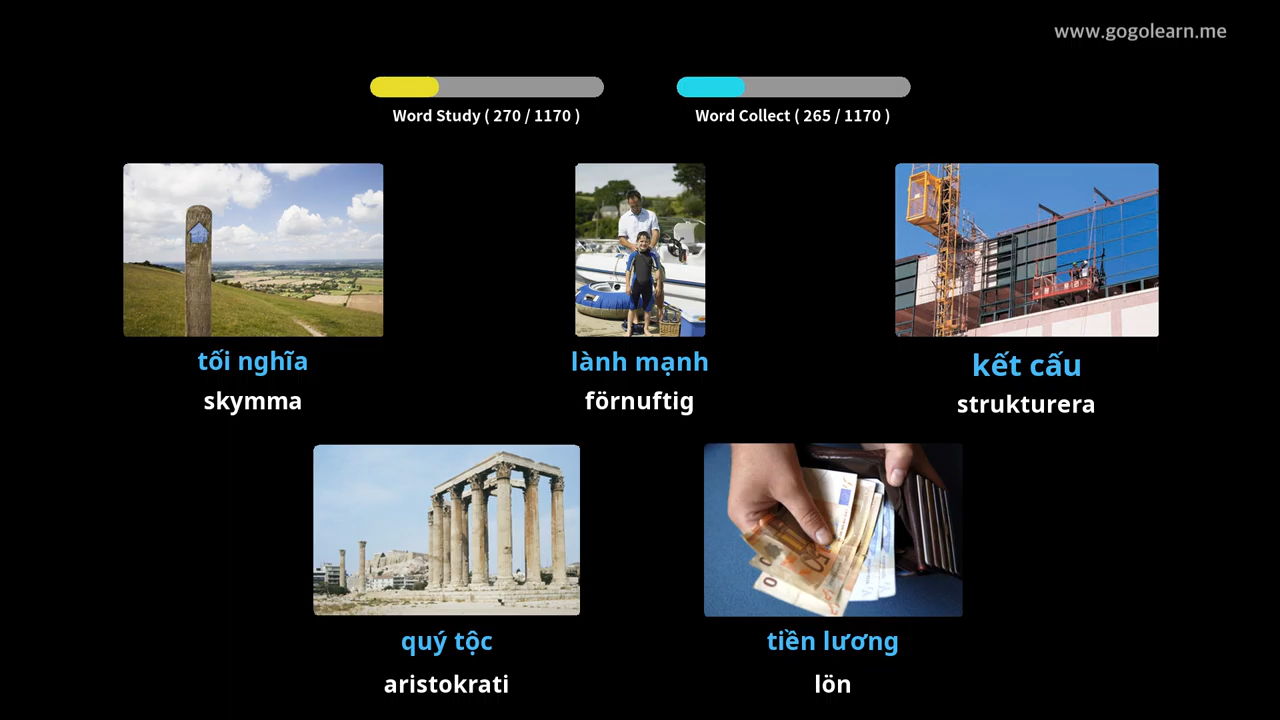 www.gogolearn.me
Word Study ( 270 / 1170 )
Word Collect ( 265 / 1170 )
tối nghĩa
skymma
lành mạnh
förnuftig
kết cấu
strukturera
quý tộc
aristokrati
tiền lương
lön